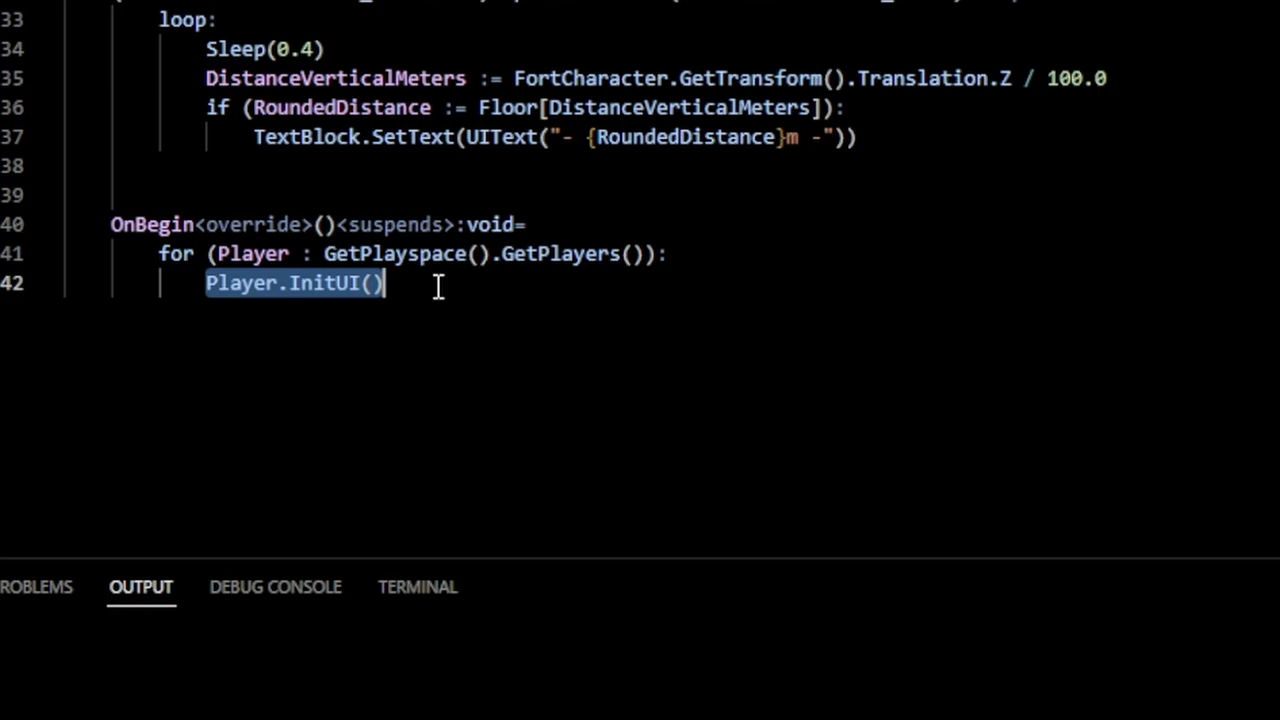 33 loop:
34 Sleep(0.4)
35 DistanceVerticalMeters := FortCharacter.GetTransform().Translation.Z / 100.0
36 if (RoundedDistance := Floor[DistanceVerticalMeters]):
37 TextBlock.SetText(UIText("- {RoundedDistance}m -"))
38
39
40 OnBegin<override>()<suspends>:void=
41 for (Player : GetPlayspace().GetPlayers()):
42 Player.InitUI()
ROBLEMS OUTPUT DEBUG CONSOLE TERMINAL